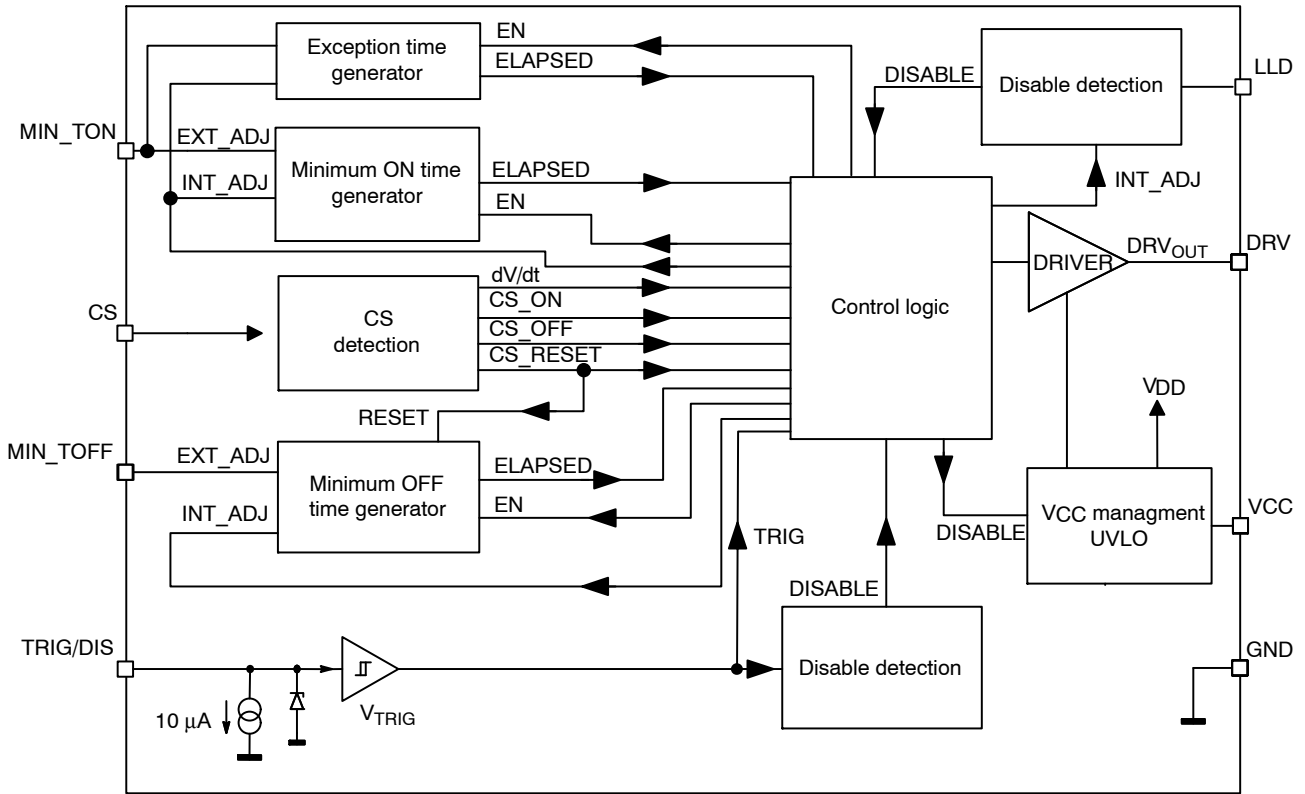 EN
Exception time
generator
ELAPSED
DISABLE
Disable detection
LLD
MIN_TON
EXT_ADJ
Minimum ON time
generator
INT_ADJ
ELAPSED
EN
INT_ADJ
DRIVER
DRVOUT
DRV
CS
CS
detection
dV/dt
CS_ON
CS_OFF
CS_RESET
Control logic
RESET
VDD
MIN_TOFF
EXT_ADJ
Minimum OFF
time generator
INT_ADJ
ELAPSED
EN
TRIG
DISABLE
VCC managment
UVLO
VCC
DISABLE
TRIG/DIS
Disable detection
GND
10 μA
VTRIG